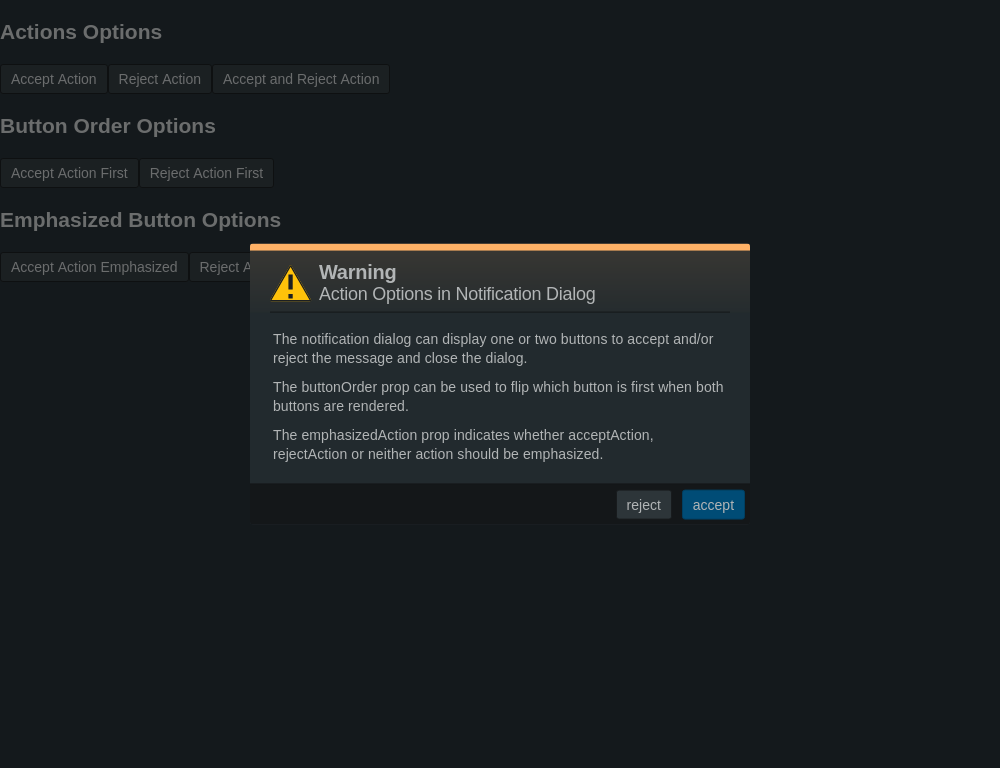 Actions Options
Accept Action Reject Action Accept and Reject Action
Button Order Options
Accept Action First Reject Action First
Emphasized Button Options
Accept Action Emphasized Reject
Warning
Action Options in Notification Dialog
The notification dialog can display one or two buttons to accept and/or
reject the message and close the dialog.
The buttonOrder prop can be used to flip which button is first when both
buttons are rendered.
The emphasizedAction prop indicates whether acceptAction,
rejectAction or neither action should be emphasized.
reject accept